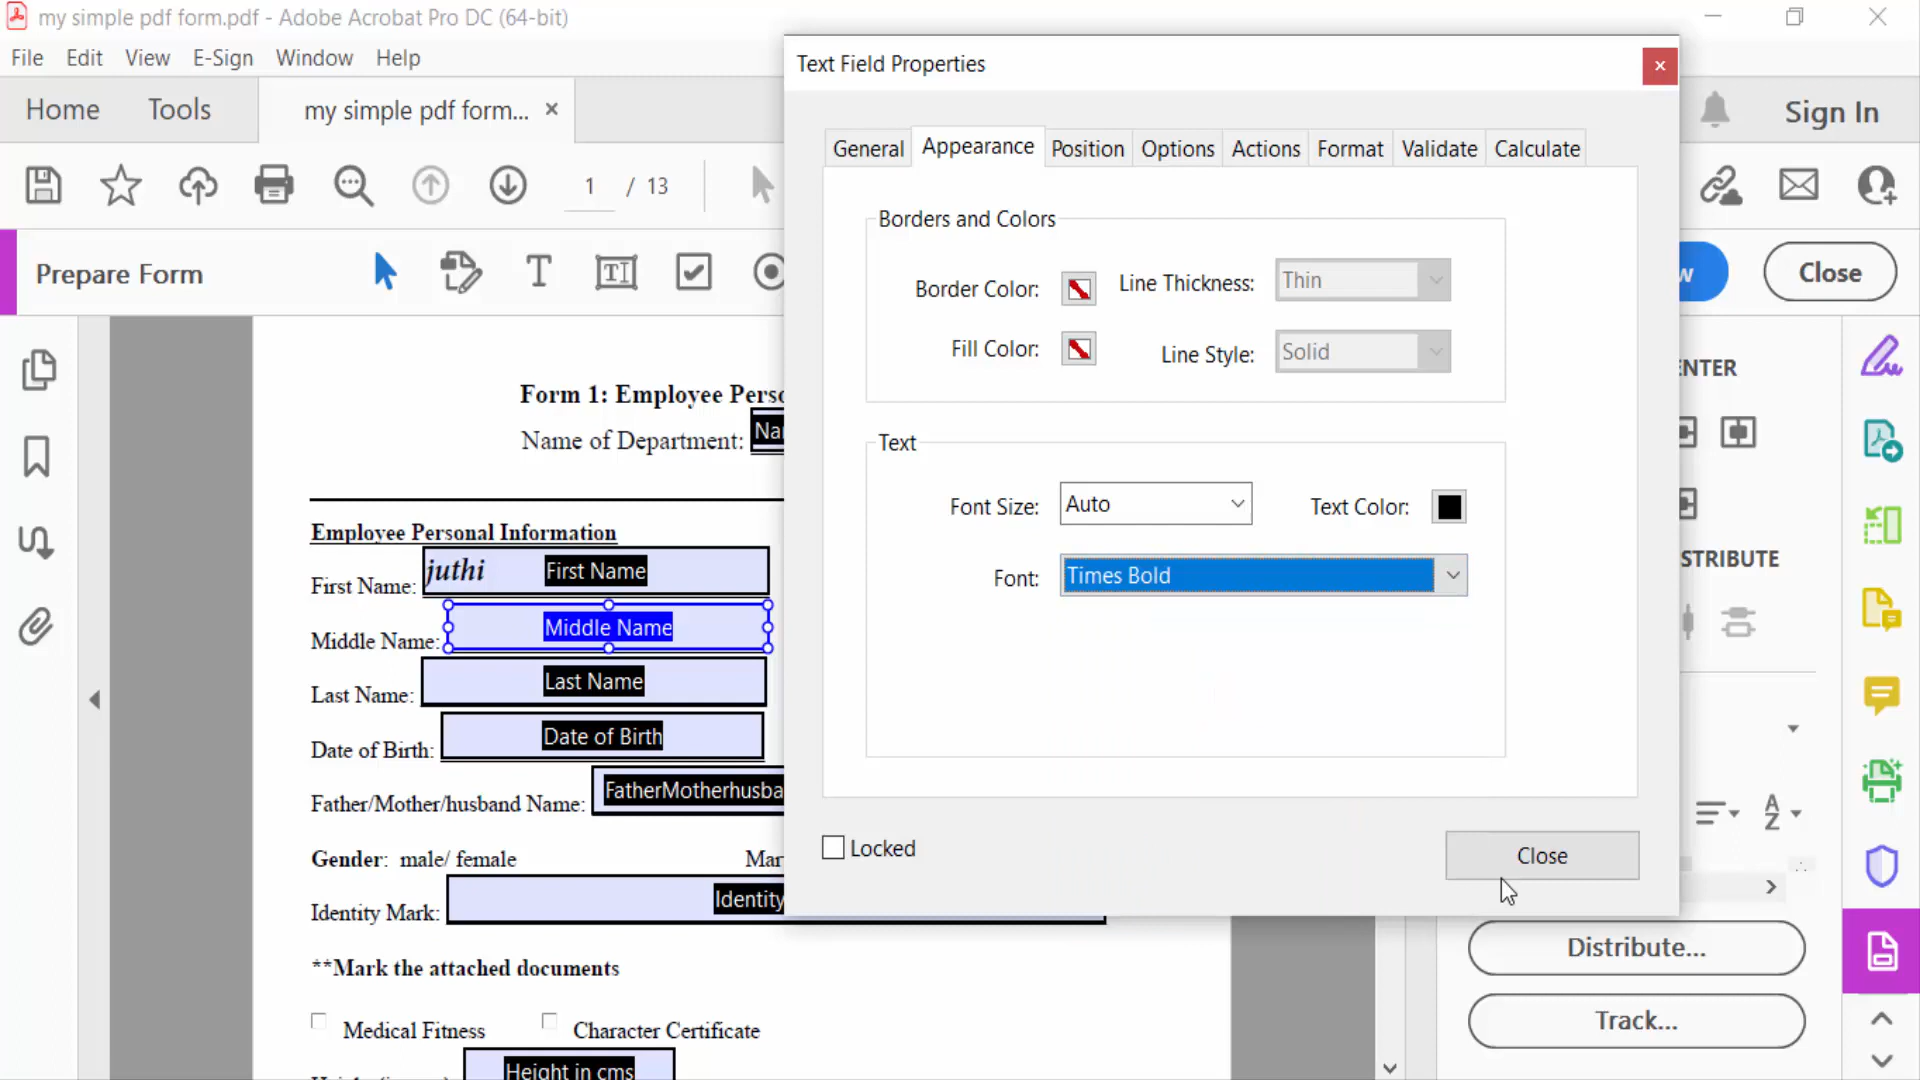 my simple pdf form.pdf - Adobe Acrobat Pro DC (64-bit)
File Edit View E-Sign Window Help
Home Tools my simple pdf form... ×
Sign In
1 / 13
Prepare Form
Close
Text Field Properties
General Appearance Position Options Actions Format Validate Calculate
Borders and Colors
Border Color: Line Thickness: Thin
Fill Color: Line Style: Solid
Text
Font Size: Auto Text Color:
Font: Times Bold
Locked
Close
Form 1: Employee Perso
Name of Department: Nar
Employee Personal Information
First Name: juthi First Name
Middle Name: Middle Name
Last Name: Last Name
Date of Birth: Date of Birth
Father/Mother/husband Name: FatherMotherhusba
Gender: male/ female Mar
Identity Mark: Identity
**Mark the attached documents
Medical Fitness Character Certificate
Height in cms
ENTER
STRIBUTE
Distribute...
Track...